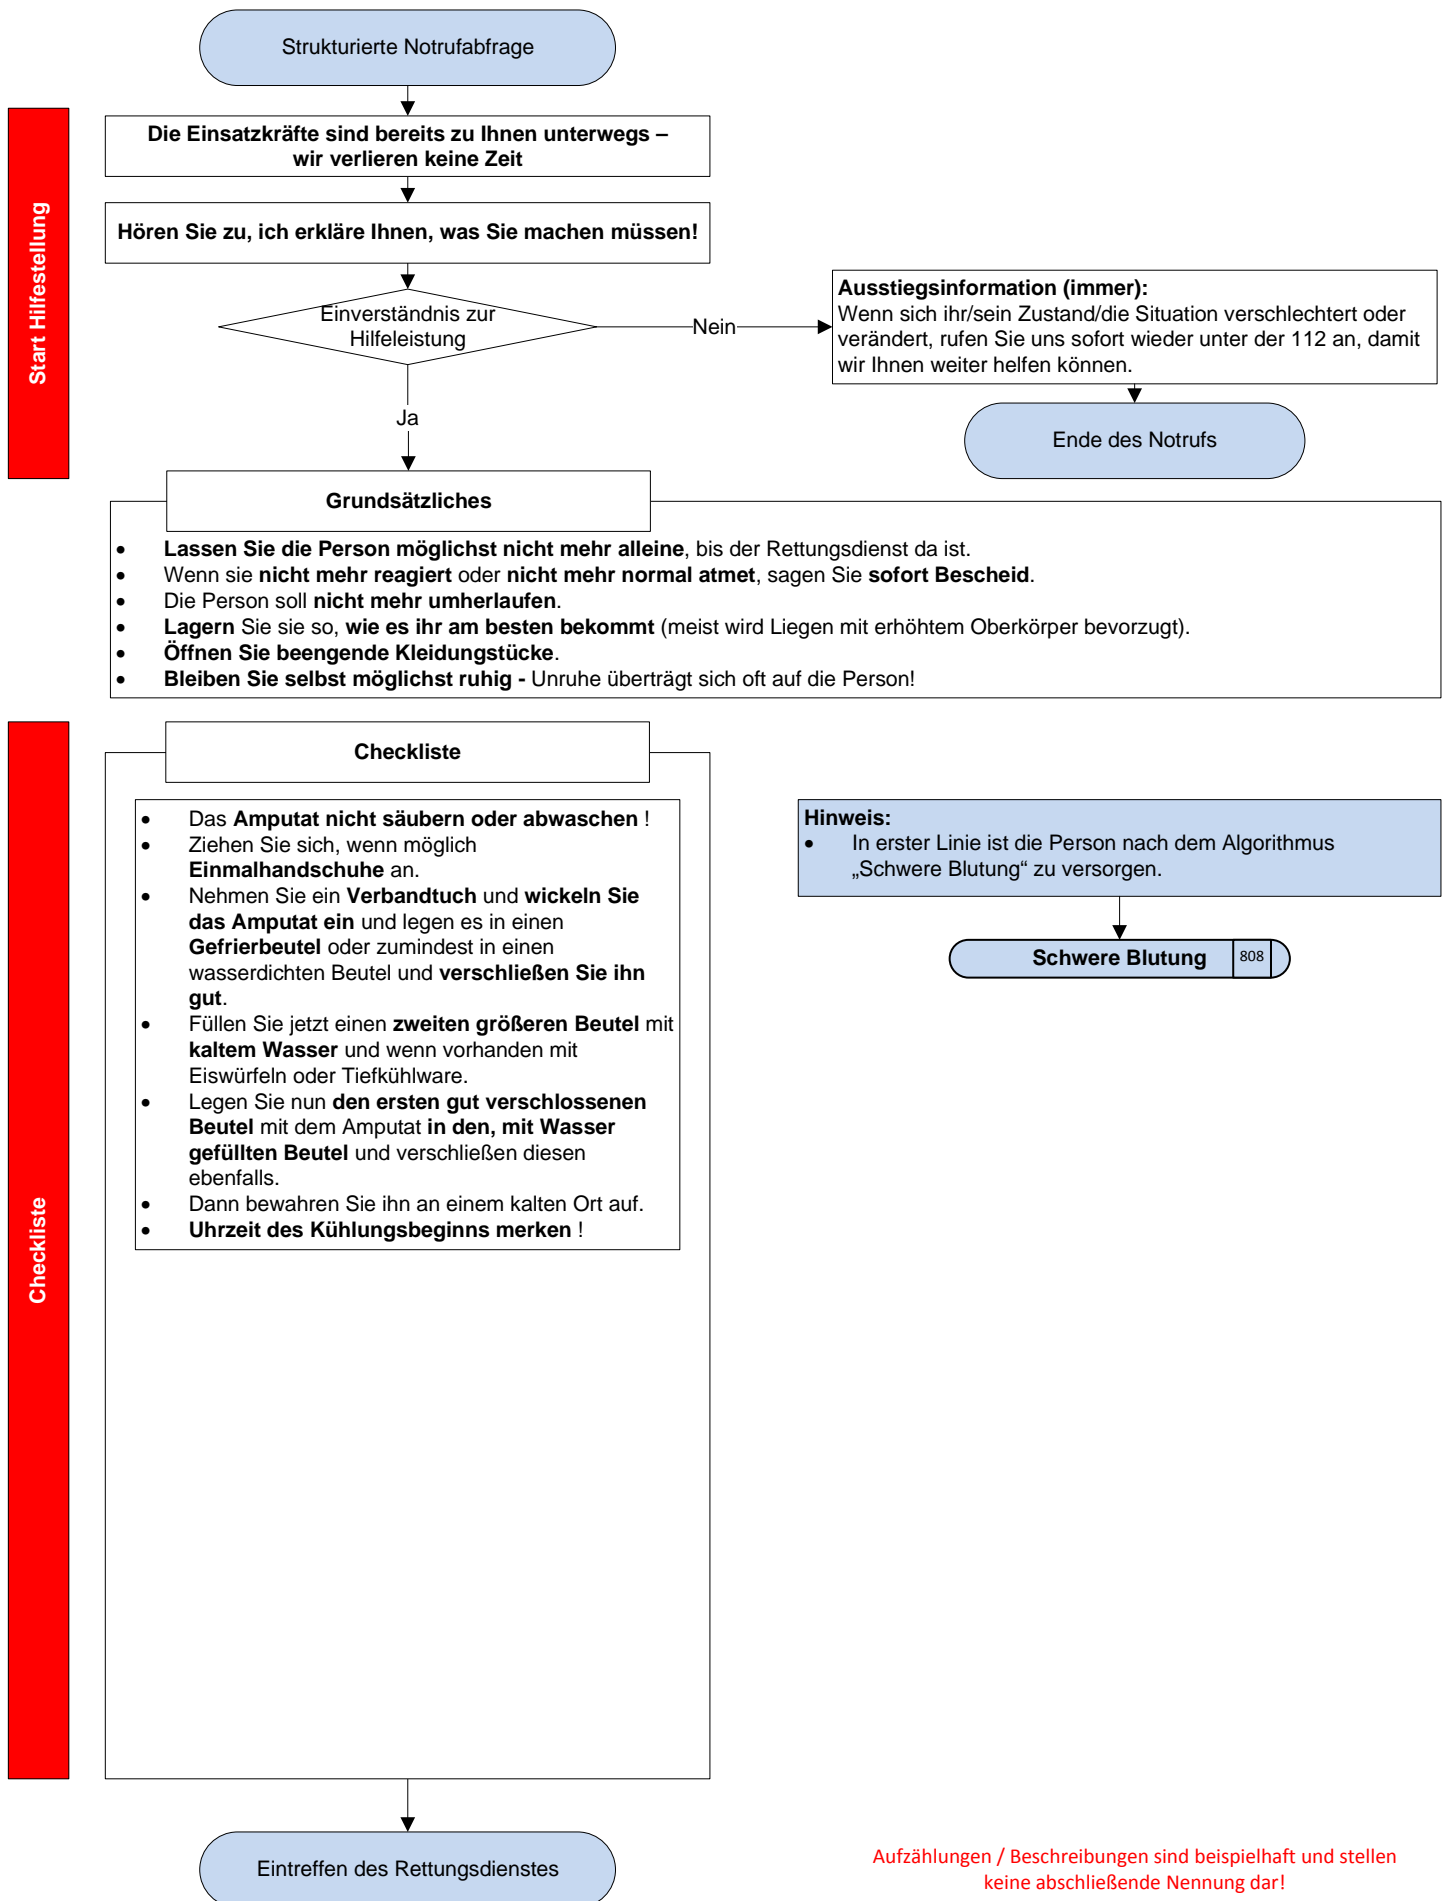 Strukturierte Notrufabfrage
Start Hilfestellung
Die Einsatzkräfte sind bereits zu Ihnen unterwegs –
wir verlieren keine Zeit
Hören Sie zu, ich erkläre Ihnen, was Sie machen müssen!
Einverständnis zur
Hilfeleistung
Nein
Ausstiegsinformation (immer):
Wenn sich ihr/sein Zustand/die Situation verschlechtert oder
verändert, rufen Sie uns sofort wieder unter der 112 an, damit
wir Ihnen weiter helfen können.
Ende des Notrufs
Ja
Grundsätzliches
• Lassen Sie die Person möglichst nicht mehr alleine, bis der Rettungsdienst da ist.
• Wenn sie nicht mehr reagiert oder nicht mehr normal atmet, sagen Sie sofort Bescheid.
• Die Person soll nicht mehr umherlaufen.
• Lagern Sie sie so, wie es ihr am besten bekommt (meist wird Liegen mit erhöhtem Oberkörper bevorzugt).
• Öffnen Sie beengende Kleidungstücke.
• Bleiben Sie selbst möglichst ruhig - Unruhe überträgt sich oft auf die Person!
Checkliste
Checkliste
• Das Amputat nicht säubern oder abwaschen !
• Ziehen Sie sich, wenn möglich
Einmalhandschuhe an.
• Nehmen Sie ein Verbandtuch und wickeln Sie
das Amputat ein und legen es in einen
Gefrierbeutel oder zumindest in einen
wasserdichten Beutel und verschließen Sie ihn
gut.
• Füllen Sie jetzt einen zweiten größeren Beutel mit
kaltem Wasser und wenn vorhanden mit
Eiswürfeln oder Tiefkühlware.
• Legen Sie nun den ersten gut verschlossenen
Beutel mit dem Amputat in den, mit Wasser
gefüllten Beutel und verschließen diesen
ebenfalls.
• Dann bewahren Sie ihn an einem kalten Ort auf.
• Uhrzeit des Kühlungsbeginns merken !
Hinweis:
• In erster Linie ist die Person nach dem Algorithmus
„Schwere Blutung“ zu versorgen.
Schwere Blutung 808
Eintreffen des Rettungsdienstes
Aufzählungen / Beschreibungen sind beispielhaft und stellen
keine abschließende Nennung dar!